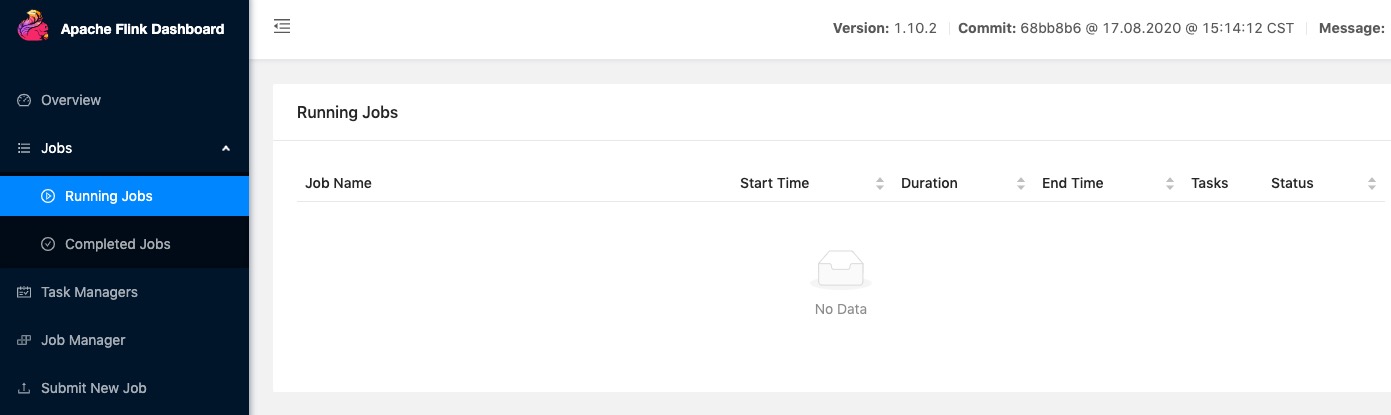 Apache Flink Dashboard
Version: 1.10.2 Commit: 68bb8b6 @ 17.08.2020 @ 15:14:12 CST Message:
Overview
Jobs
Running Jobs
Completed Jobs
Task Managers
Job Manager
Submit New Job
Running Jobs
Job Name Start Time Duration End Time Tasks Status
No Data